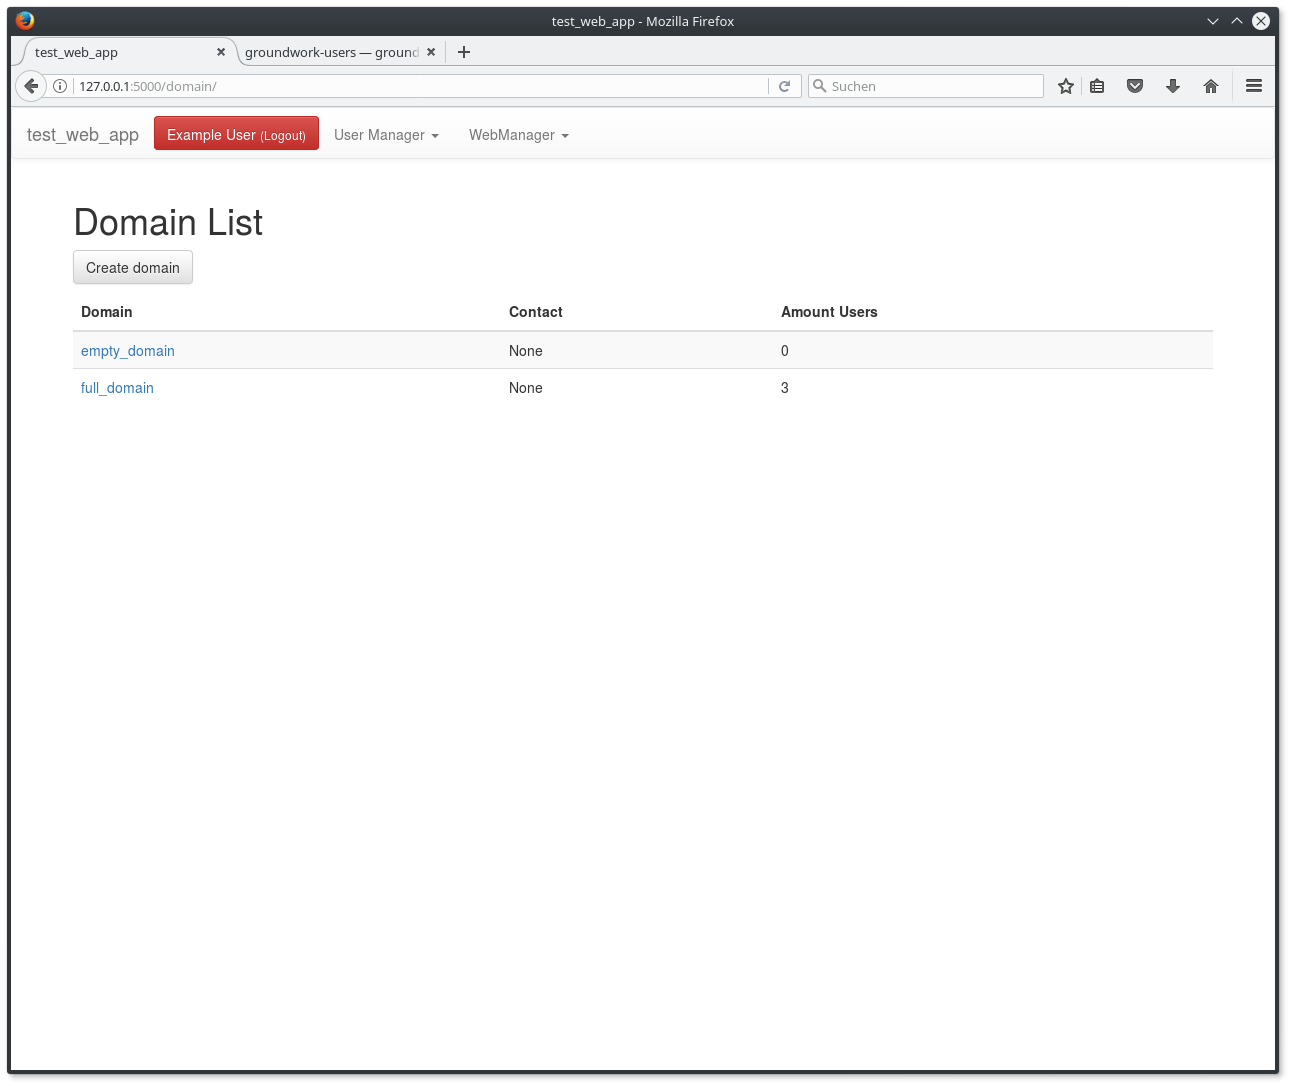 test_web_app - Mozilla Firefox
test_web_app groundwork-users — ground
127.0.0.1:5000/domain/ Suchen
test_web_app Example User (Logout) User Manager WebManager
Domain List
Create domain
Domain Contact Amount Users
empty_domain None 0
full_domain None 3